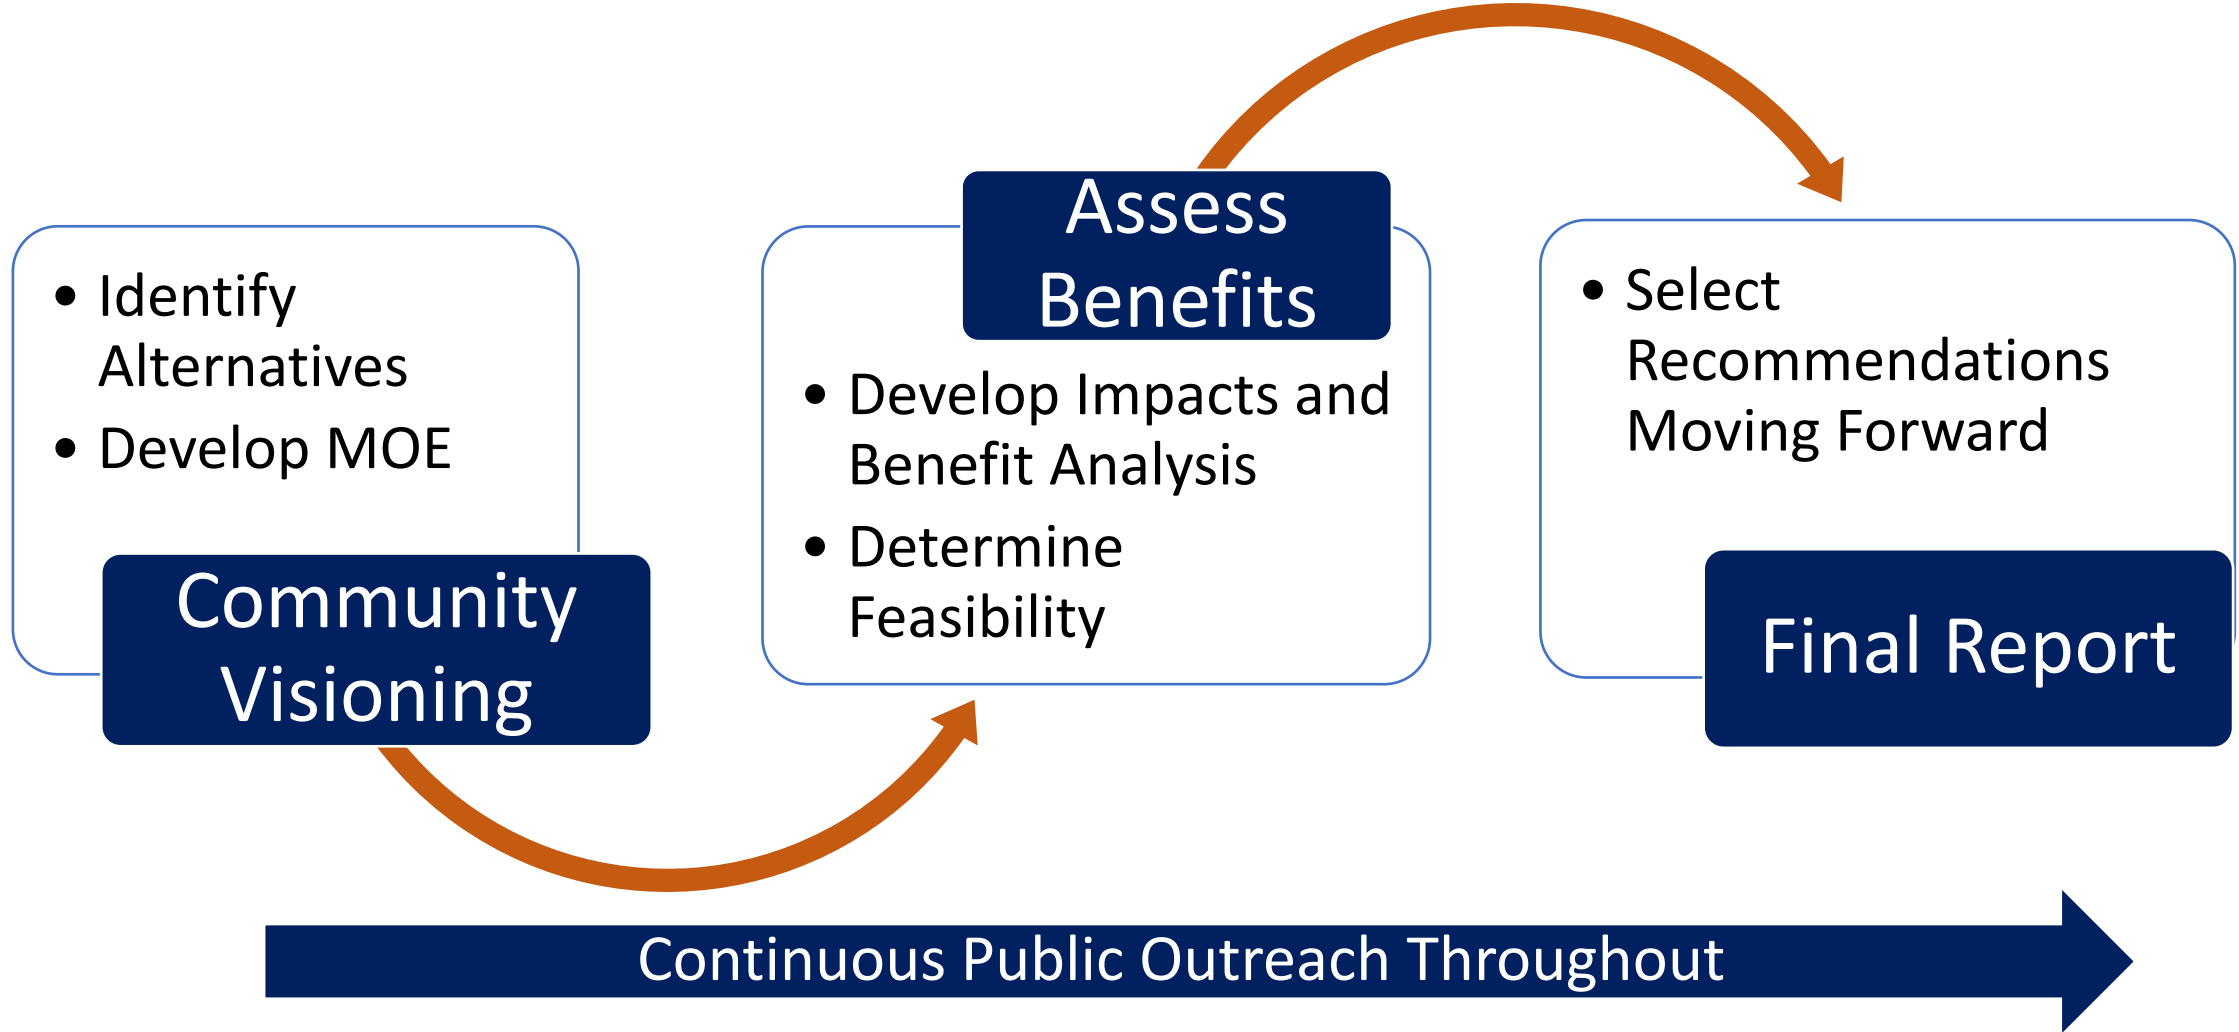 • Identify
Alternatives
• Develop MOE
Community
Visioning
Assess
Benefits
• Develop Impacts and
Benefit Analysis
• Determine
Feasibility
• Select
Recommendations
Moving Forward
Final Report
Continuous Public Outreach Throughout